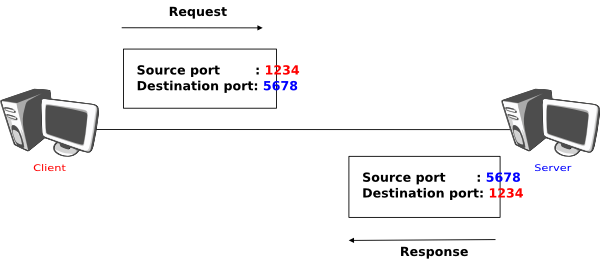 Request
Source port : 1234
Destination port: 5678
Client
Server
Source port : 5678
Destination port: 1234
Response